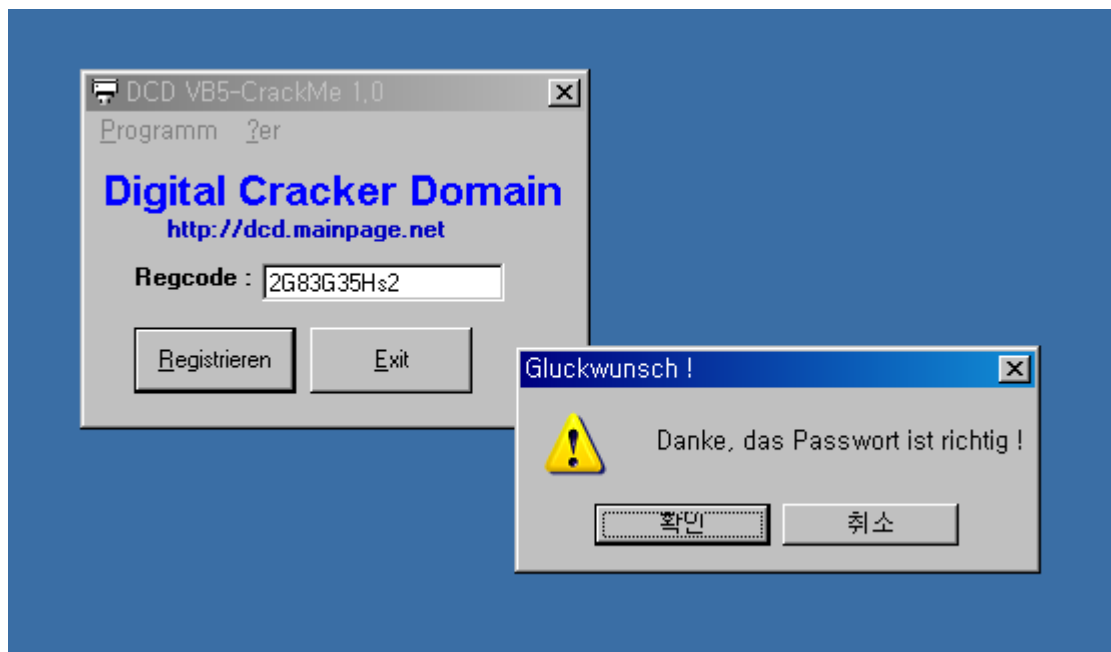 DCD VB5-CrackMe 1,0
Programm ?er
Digital Cracker Domain
http://dcd.mainpage.net
Regcode : 2G83G35Hs2
Registrieren Exit
Gluckwunsch !
Danke, das Passwort ist richtig !
확인 취소